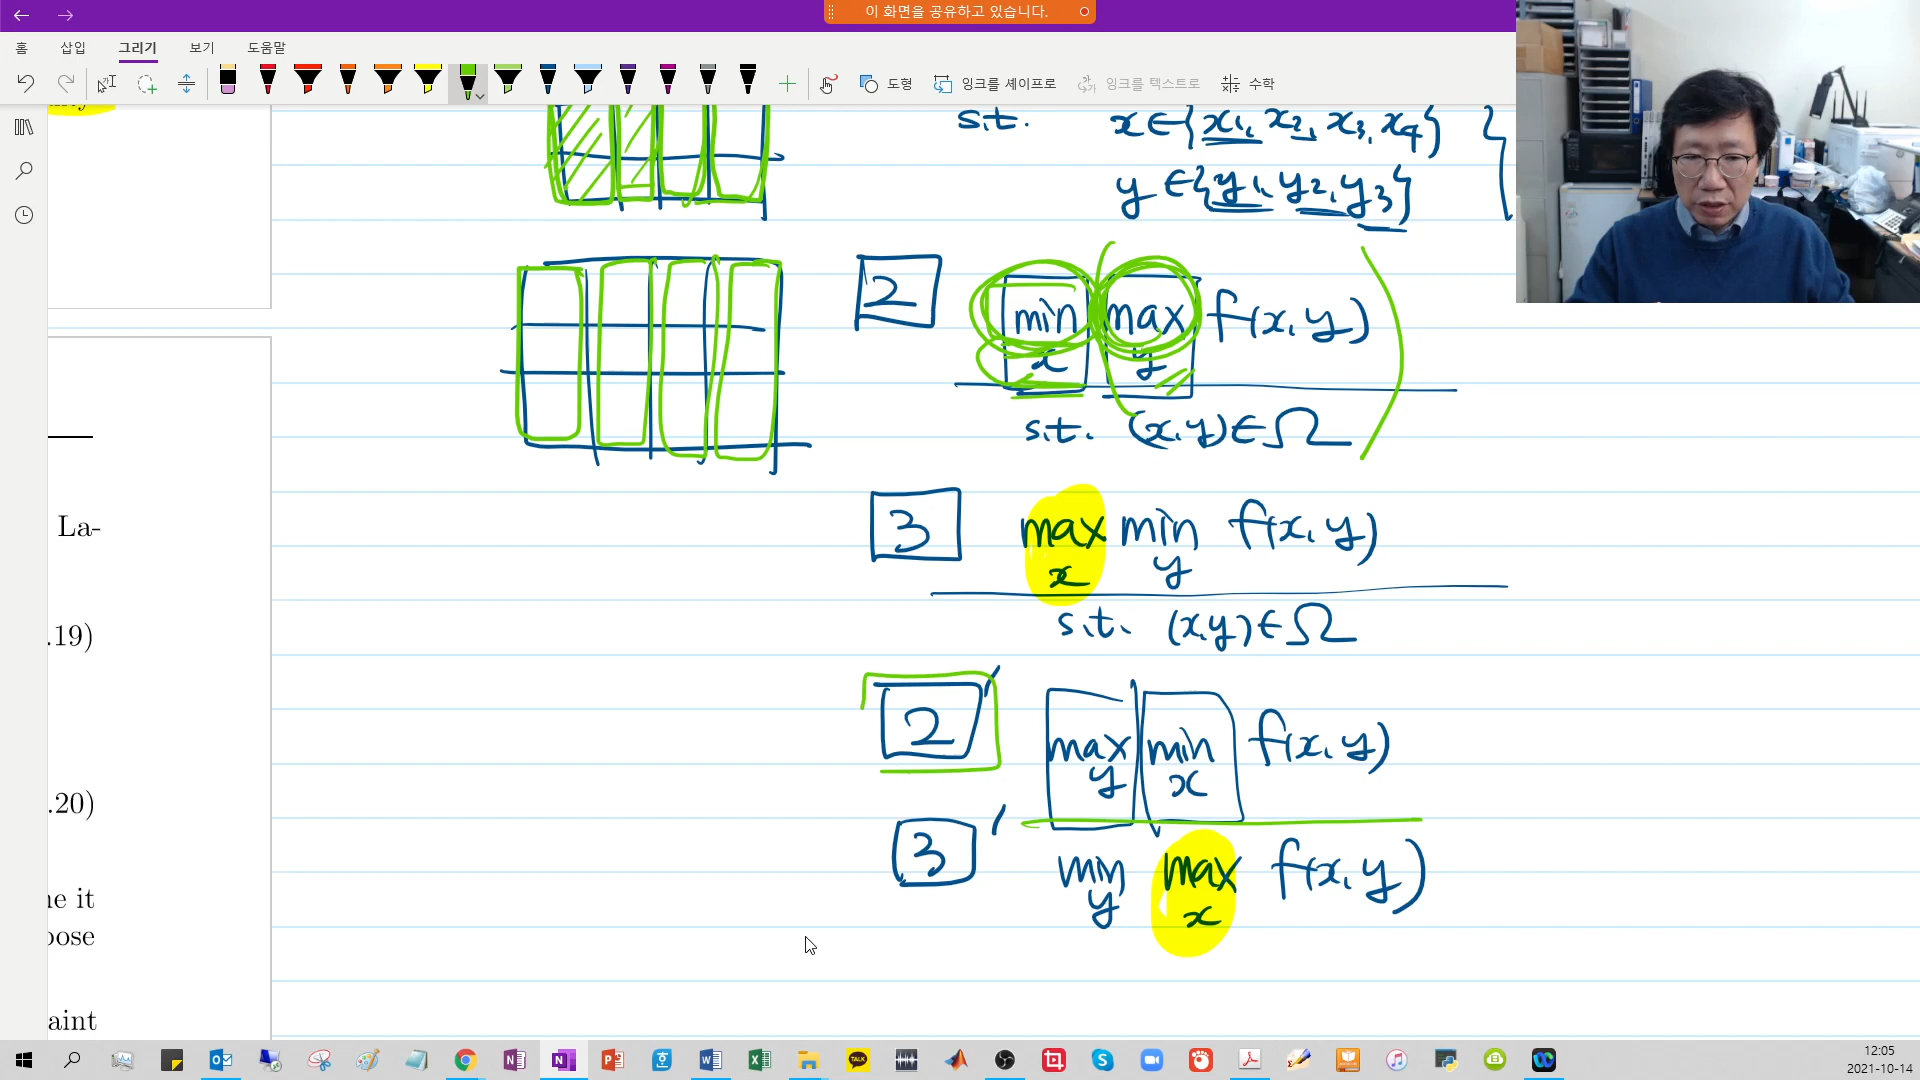 이 화면을 공유하고 있습니다.
홈 삽입 그리기 보기 도움말
도형 잉크를 셰이프로 잉크를 텍스트로 수학
s.t. x∈{x1, x2, x3, x4}
y∈{y1, y2, y3}
2 min max f(x, y)
x y
s.t. (x,y)∈Ω
La-
3 max min f(x, y)
x y
.19)
s.t. (x,y)∈Ω
2′ max min f(x, y)
y x
.20)
3′ min max f(x, y)
y x
ne it
pose
aint
12:05
2021-10-14